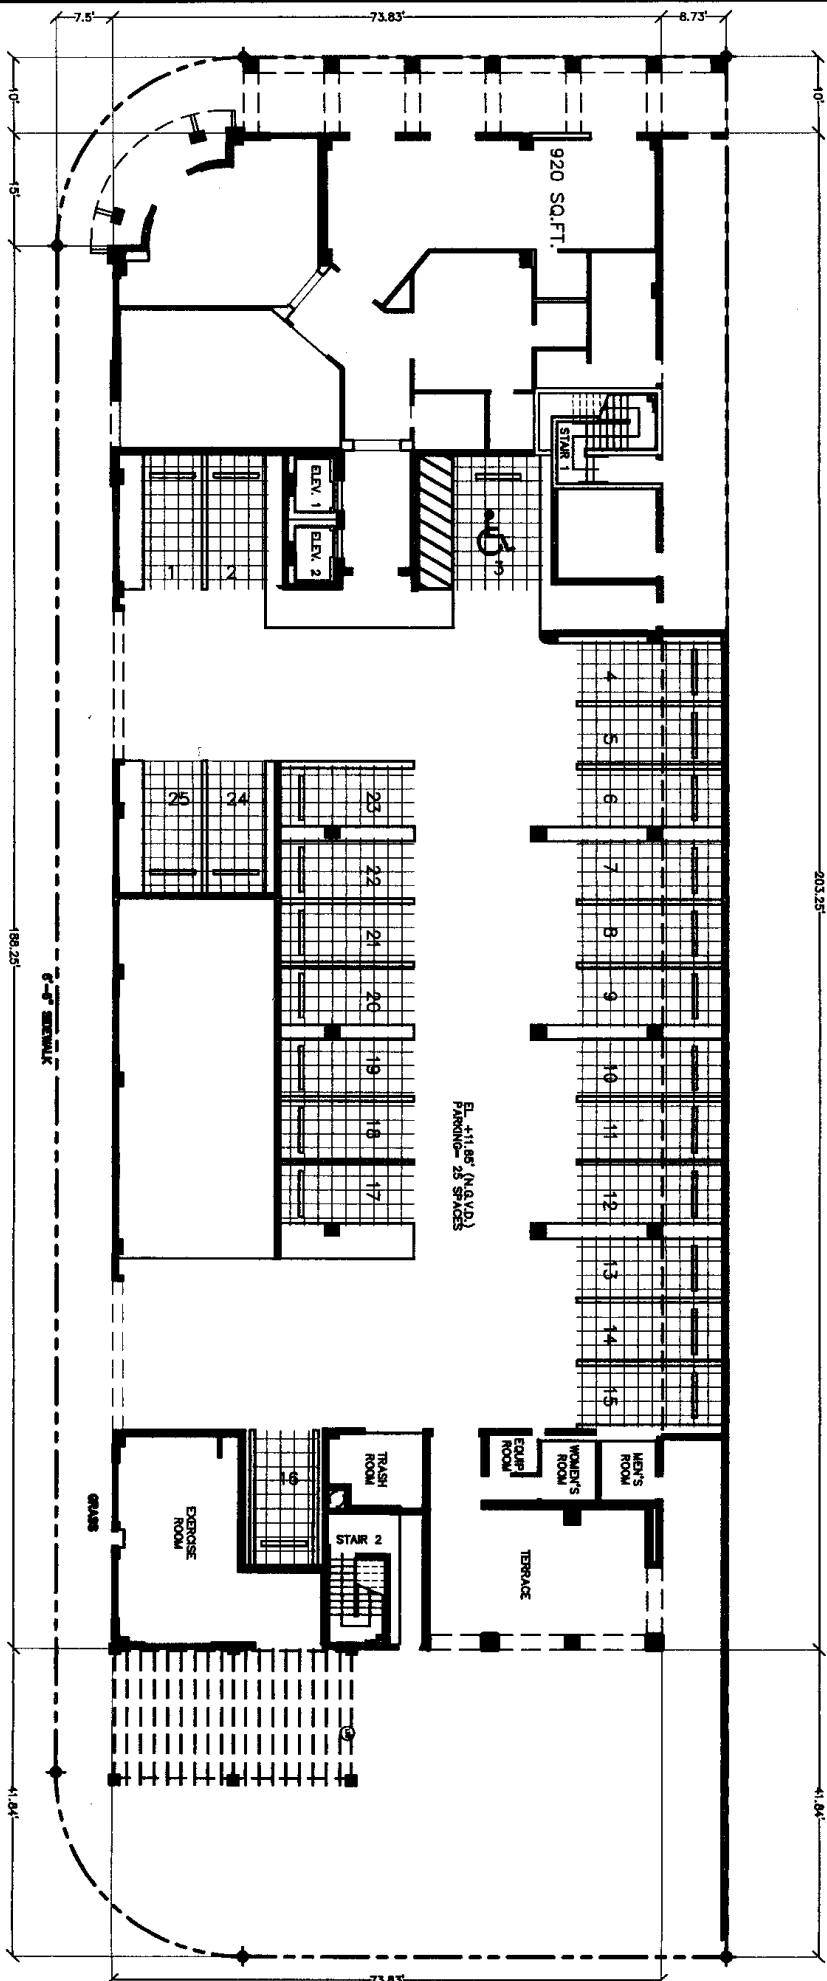 7.5'
73.83'
8.73'
10'
10'
15'
920 SQ.FT.
STAIR 1
ELEV. 1
ELEV. 2
1
2
3
4
5
6
7
8
9
10
11
12
13
14
15
25
24
23
22
21
20
19
18
17
203.25'
188.25'
6'-6" SIDEWALK
EL. +11.85' (N.G.V.D.)
PARKING= 25 SPACES
16
TRASH
ROOM
EQUIP
ROOM
WOMEN'S
ROOM
MEN'S
ROOM
GRASS
EXERCISE
ROOM
STAIR 2
TERRACE
41.84'
41.84'
73.83'